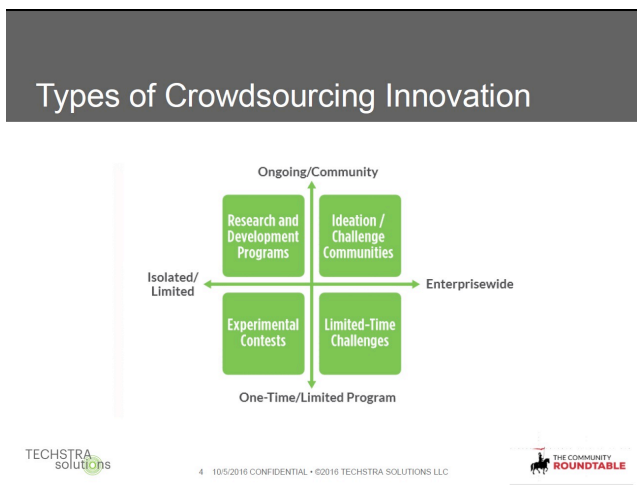 Types of Crowdsourcing Innovation
Ongoing/Community
Research and
Development
Programs
Ideation /
Challenge
Communities
Isolated/
Limited
Enterprisewide
Experimental
Contests
Limited-Time
Challenges
One-Time/Limited Program
TECHSTRA
solutions
4 10/5/2016 CONFIDENTIAL • ©2016 TECHSTRA SOLUTIONS LLC
THE COMMUNITY
ROUNDTABLE